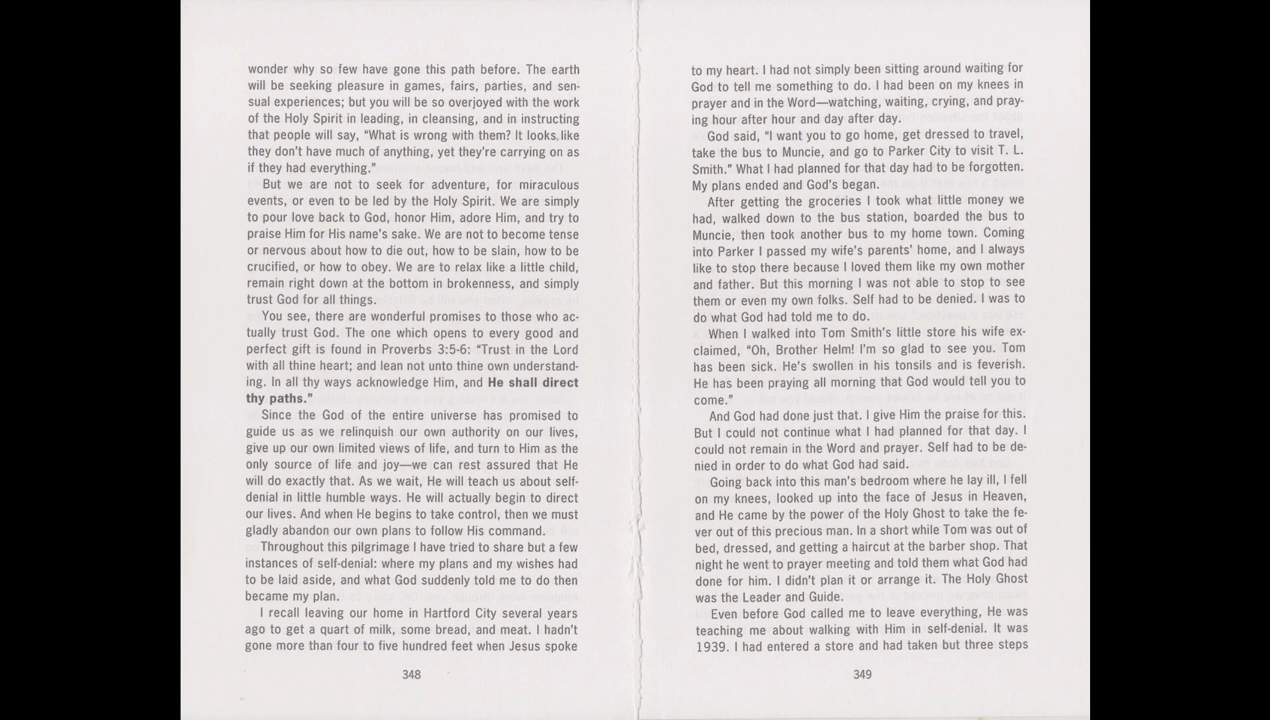 wonder why so few have gone this path before. The earth
will be seeking pleasure in games, fairs, parties, and sen-
sual experiences; but you will be so overjoyed with the work
of the Holy Spirit in leading, in cleansing, and in instructing
that people will say, “What is wrong with them? It looks like
they don't have much of anything, yet they're carrying on as
if they had everything.”
But we are not to seek for adventure, for miraculous
events, or even to be led by the Holy Spirit. We are simply
to pour love back to God, honor Him, adore Him, and try to
praise Him for His name's sake. We are not to become tense
or nervous about how to die out, how to be slain, how to be
crucified, or how to obey. We are to relax like a little child,
remain right down at the bottom in brokenness, and simply
trust God for all things.
You see, there are wonderful promises to those who ac-
tually trust God. The one which opens to every good and
perfect gift is found in Proverbs 3:5-6: “Trust in the Lord
with all thine heart; and lean not unto thine own understand-
ing. In all thy ways acknowledge Him, and He shall direct
thy paths.”
Since the God of the entire universe has promised to
guide us as we relinquish our own authority on our lives,
give up our own limited views of life, and turn to Him as the
only source of life and joy—we can rest assured that He
will do exactly that. As we wait, He will teach us about self-
denial in little humble ways. He will actually begin to direct
our lives. And when He begins to take control, then we must
gladly abandon our own plans to follow His command.
Throughout this pilgrimage I have tried to share but a few
instances of self-denial: where my plans and my wishes had
to be laid aside, and what God suddenly told me to do then
became my plan.
I recall leaving our home in Hartford City several years
ago to get a quart of milk, some bread, and meat. I hadn't
gone more than four to five hundred feet when Jesus spoke
348
to my heart. I had not simply been sitting around waiting for
God to tell me something to do. I had been on my knees in
prayer and in the Word—watching, waiting, crying, and pray-
ing hour after hour and day after day.
God said, “I want you to go home, get dressed to travel,
take the bus to Muncie, and go to Parker City to visit T. L.
Smith.” What I had planned for that day had to be forgotten.
My plans ended and God's began.
After getting the groceries I took what little money we
had, walked down to the bus station, boarded the bus to
Muncie, then took another bus to my home town. Coming
into Parker I passed my wife's parents' home, and I always
like to stop there because I loved them like my own mother
and father. But this morning I was not able to stop to see
them or even my own folks. Self had to be denied. I was to
do what God had told me to do.
When I walked into Tom Smith's little store his wife ex-
claimed, “Oh, Brother Helm! I'm so glad to see you. Tom
has been sick. He's swollen in his tonsils and is feverish.
He has been praying all morning that God would tell you to
come.”
And God had done just that. I give Him the praise for this.
But I could not continue what I had planned for that day. I
could not remain in the Word and prayer. Self had to be de-
nied in order to do what God had said.
Going back into this man's bedroom where he lay ill, I fell
on my knees, looked up into the face of Jesus in Heaven,
and He came by the power of the Holy Ghost to take the fe-
ver out of this precious man. In a short while Tom was out of
bed, dressed, and getting a haircut at the barber shop. That
night he went to prayer meeting and told them what God had
done for him. I didn't plan it or arrange it. The Holy Ghost
was the Leader and Guide.
Even before God called me to leave everything, He was
teaching me about walking with Him in self-denial. It was
1939. I had entered a store and had taken but three steps
349